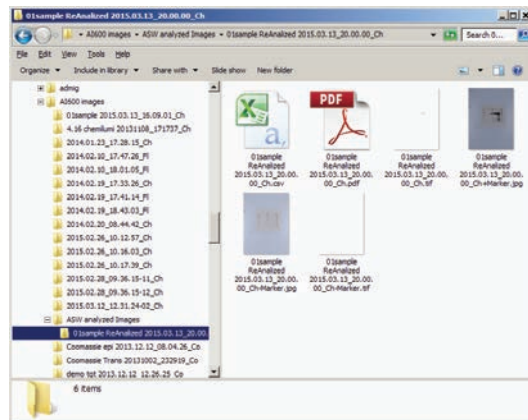 01sample ReAnalized 2015.03.13_20.00.00_Ch
AI600 images ▸ ASW analyzed Images ▸ 01sample ReAnalized 2015.03.13_20.00.00_Ch
Search 0...
File Edit View Tools Help
Organize Include in library Share with Slide show New folder
admig
AI600 images
01sample 2015.03.13_16.09.01_Ch
4.16 chemilumi 20131108_171737_Ch
2014.01.23_17.28.15_Ch
2014.02.10_17.47.26_Fl
2014.02.10_18.01.05_Fl
2014.02.19_17.33.26_Ch
2014.02.19_17.41.14_Fl
2014.02.19_18.43.03_Fl
2014.02.20_08.44.42_Ch
2015.02.26_10.12.57_Ch
2015.02.26_10.16.03_Ch
2015.02.26_10.17.39_Ch
2015.02.28_09.36.15-11_Ch
2015.02.28_09.36.15-12_Ch
2015.03.12_12.31.24-02_Ch
ASW analyzed Images
01sample ReAnalized 2015.03.13_20.00.
Coomassie epi 2013.12.12_08.04.26_Co
Coomassie Trans 20131002_232919_Co
demo tgt 2013.12.12_12.26.25_Co
a,
PDF
01sample
ReAnalized
2015.03.13_20.00.
00_Ch.csv
01sample
ReAnalized
2015.03.13_20.00.
00_Ch.pdf
01sample
ReAnalized
2015.03.13_20.00.
00_Ch.tif
01sample
ReAnalized
2015.03.13_20.00.
00_Ch+Marker.jpg
01sample
ReAnalized
2015.03.13_20.00.
00_Ch-Marker.jpg
01sample
ReAnalized
2015.03.13_20.00.
00_Ch-Marker.tif
6 items